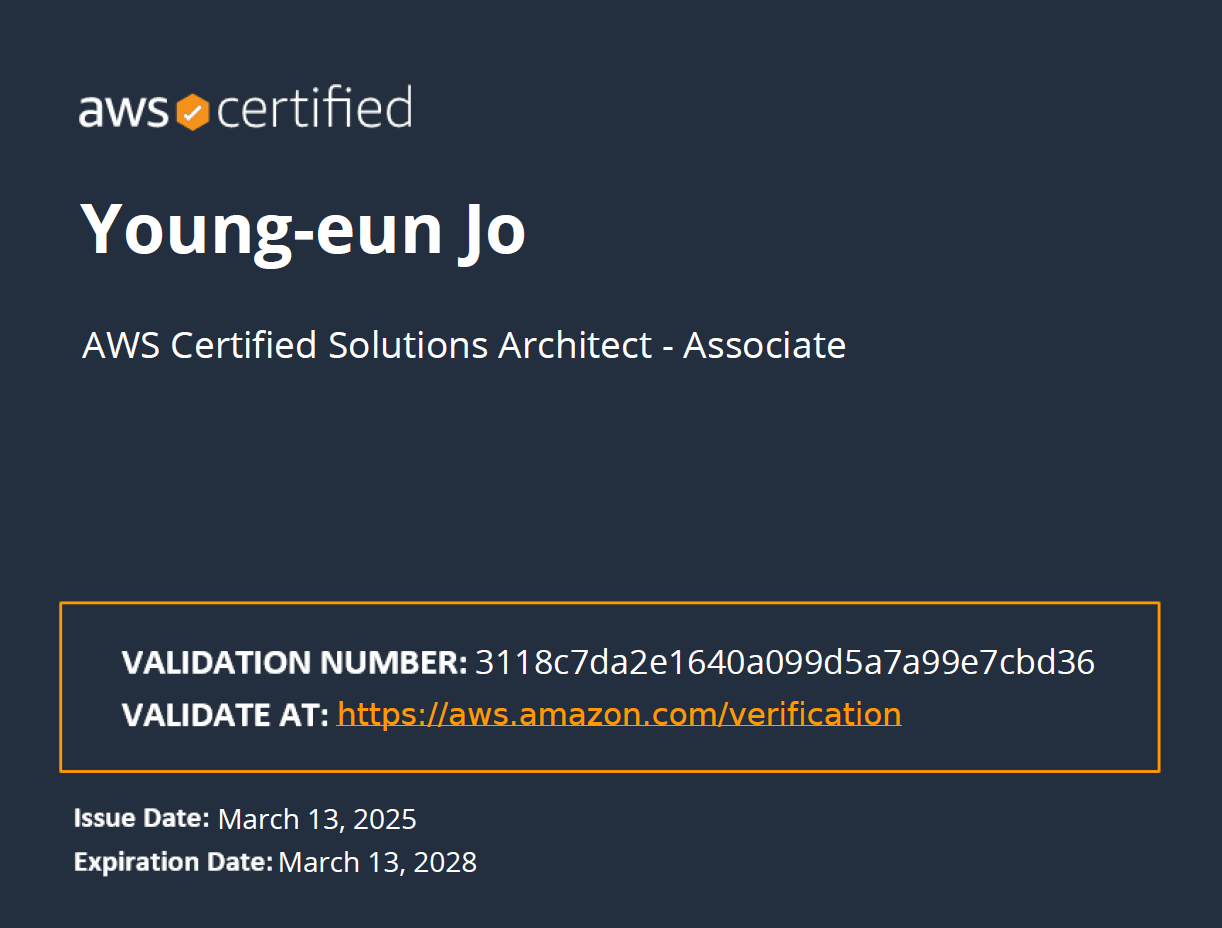 aws certified
Young-eun Jo
AWS Certified Solutions Architect - Associate
VALIDATION NUMBER: 3118c7da2e1640a099d5a7a99e7cbd36
VALIDATE AT: https://aws.amazon.com/verification
Issue Date: March 13, 2025
Expiration Date: March 13, 2028